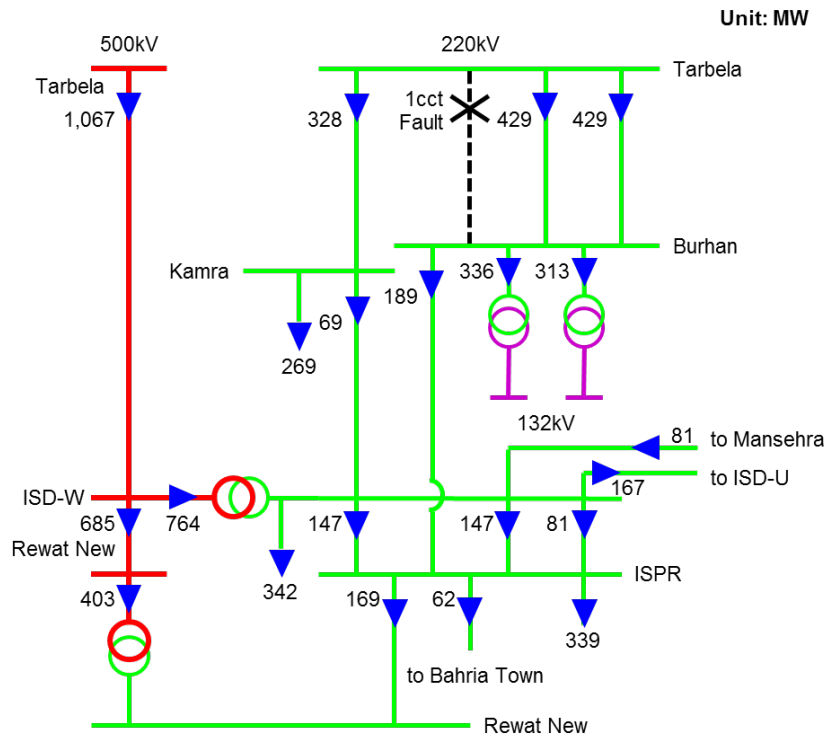 Unit: MW
500kV
220kV
Tarbela
Tarbela
1,067
328
1cct
Fault
429
429
Burhan
Kamra
189
336
313
69
269
132kV
81
to Mansehra
to ISD-U
167
ISD-W
685
764
147
147
81
Rewat New
342
ISPR
403
169
62
339
to Bahria Town
Rewat New